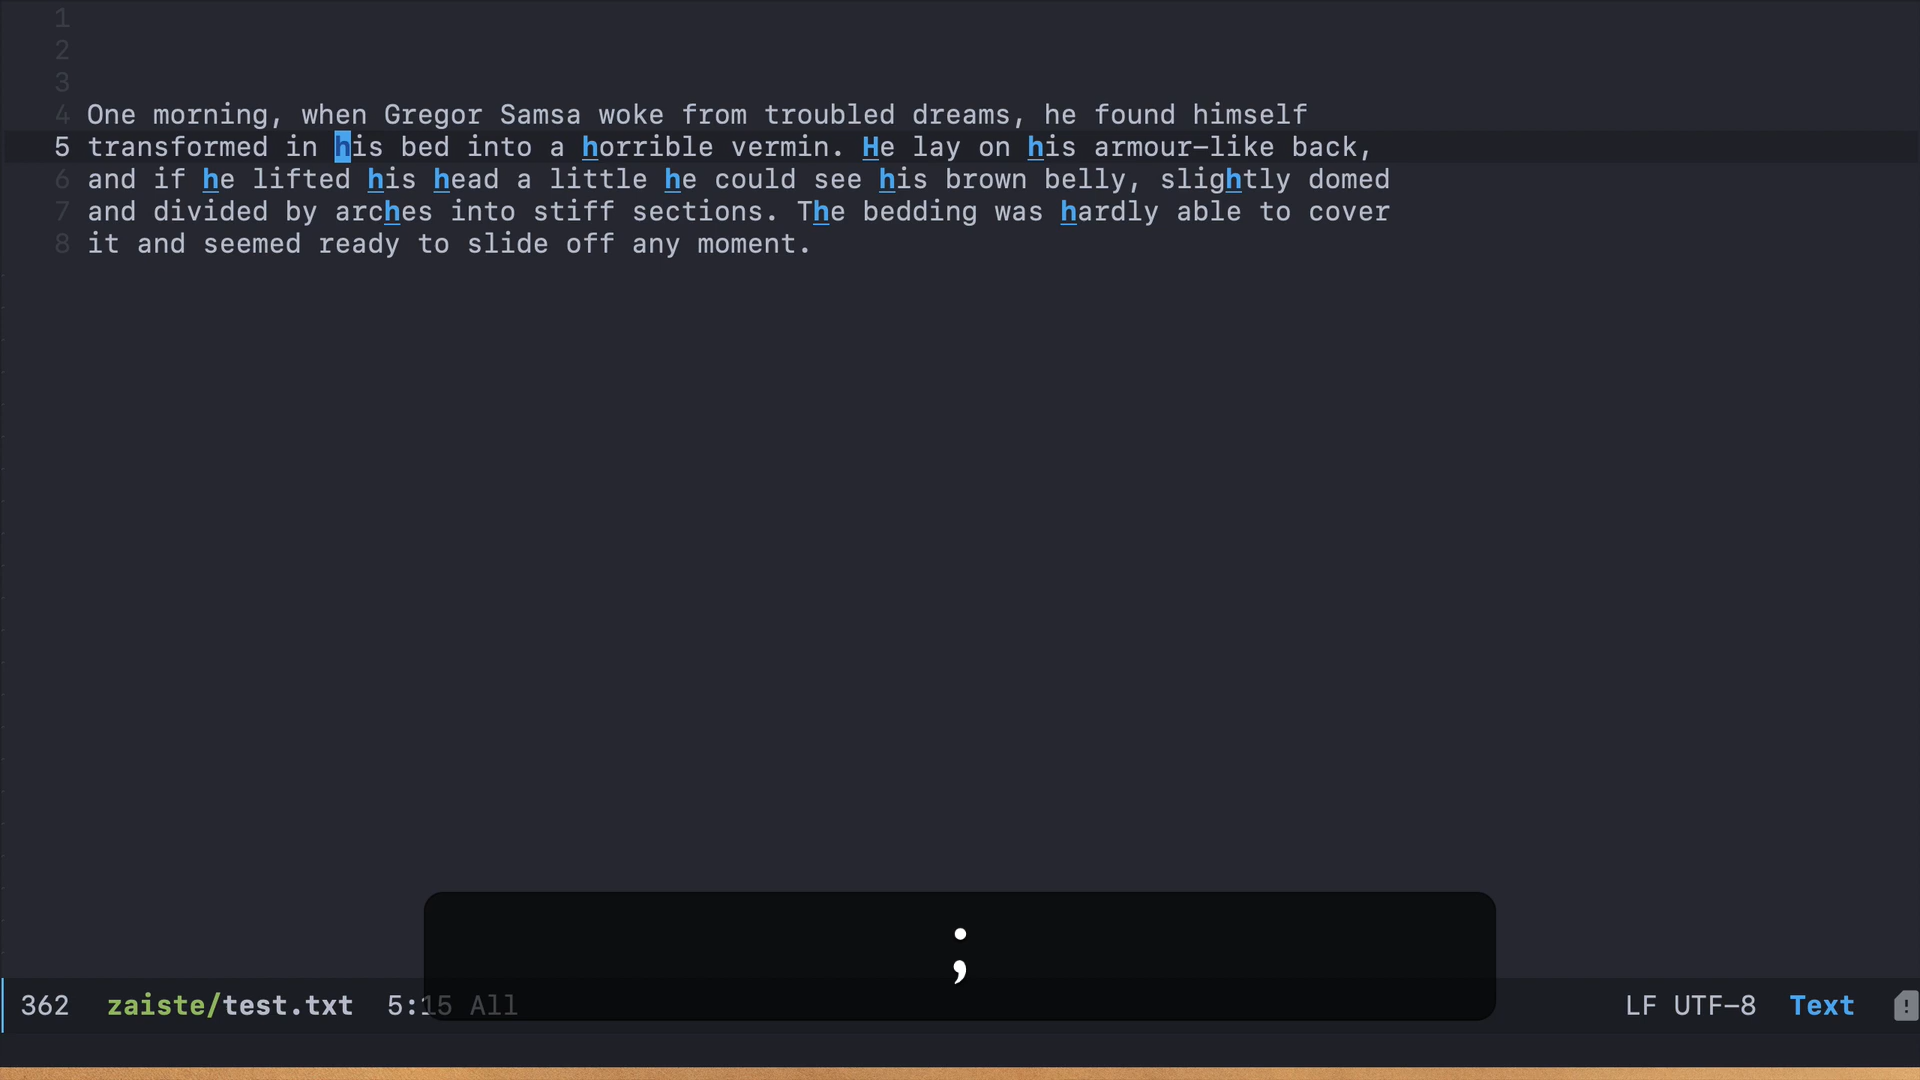 1
2
3
4 One morning, when Gregor Samsa woke from troubled dreams, he found himself
5 transformed in his bed into a horrible vermin. He lay on his armour-like back,
6 and if he lifted his head a little he could see his brown belly, slightly domed
7 and divided by arches into stiff sections. The bedding was hardly able to cover
8 it and seemed ready to slide off any moment.
;
362 zaiste/test.txt 5:15 All LF UTF-8 Text !